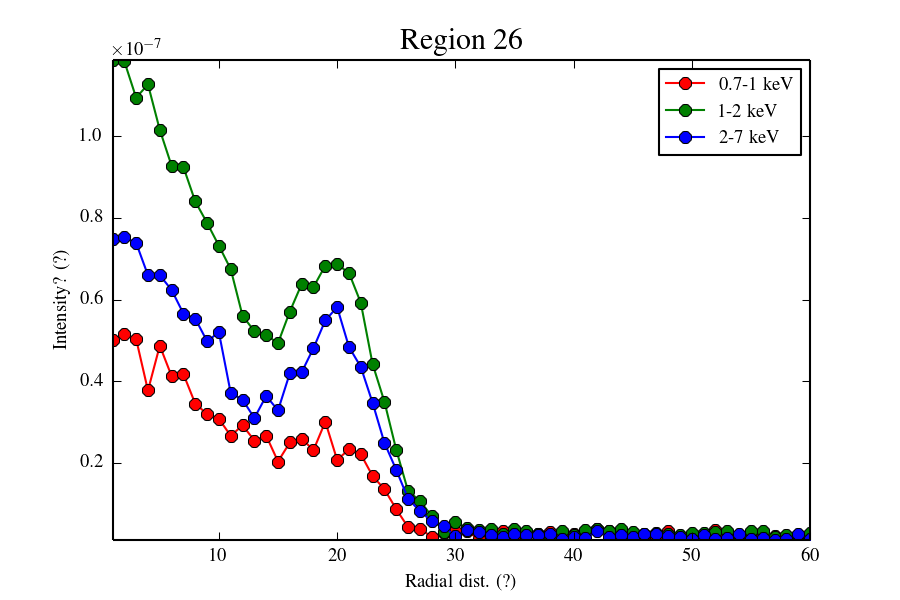 Region 26
×10⁻⁷
0.7-1 keV
1-2 keV
2-7 keV
1.0
0.8
0.6
0.4
0.2
Intensity? (?)
10 20 30 40 50 60
Radial dist. (?)